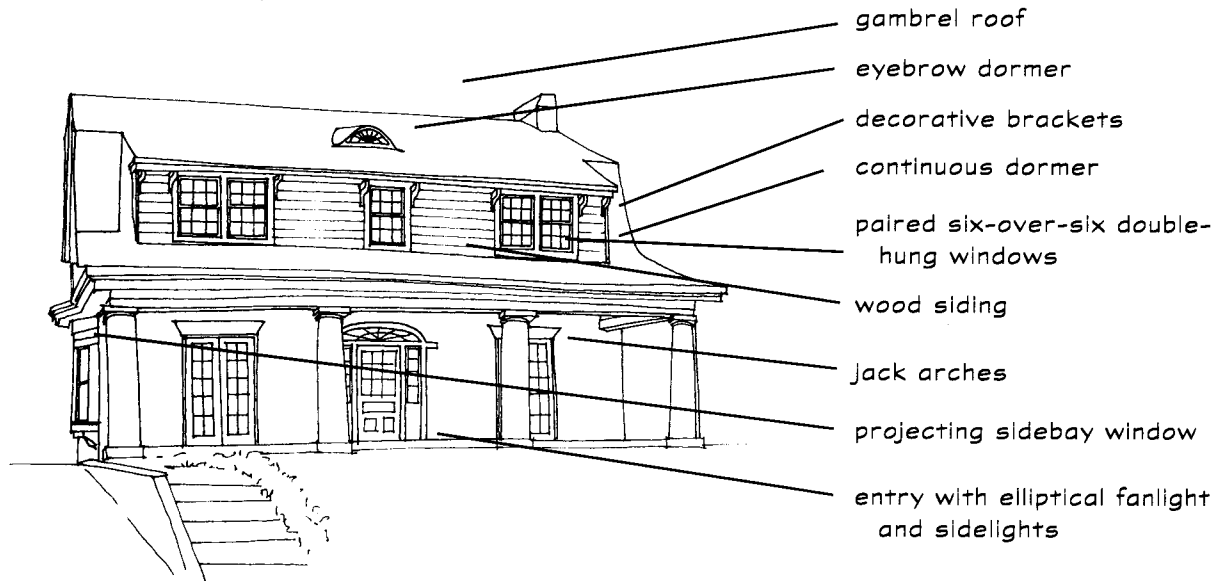 gambrel roof
eyebrow dormer
decorative brackets
continuous dormer
paired six-over-six double-
hung windows
wood siding
jack arches
projecting sidebay window
entry with elliptical fanlight
and sidelights